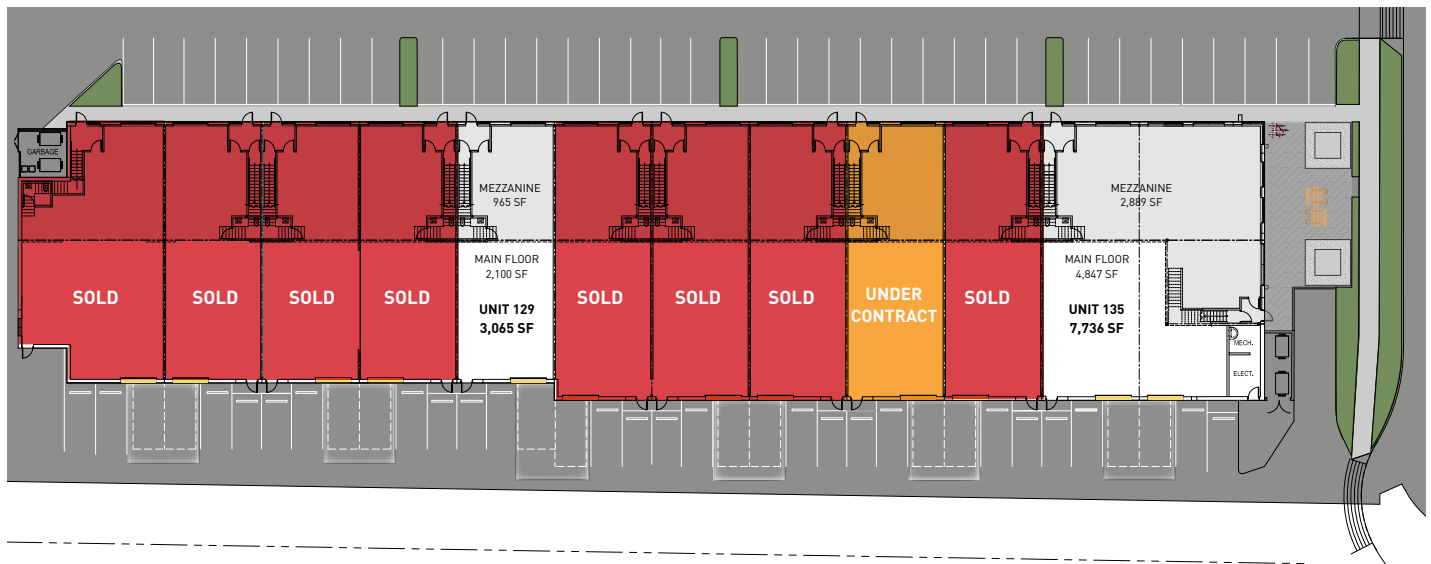 GARBAGE
MEZZANINE
965 SF
MEZZANINE
2,889 SF
MAIN FLOOR
2,100 SF
MAIN FLOOR
4,847 SF
SOLD
SOLD
SOLD
SOLD
UNIT 129
3,065 SF
SOLD
SOLD
SOLD
UNDER
CONTRACT
SOLD
UNIT 135
7,736 SF
MECH.
ELECT.